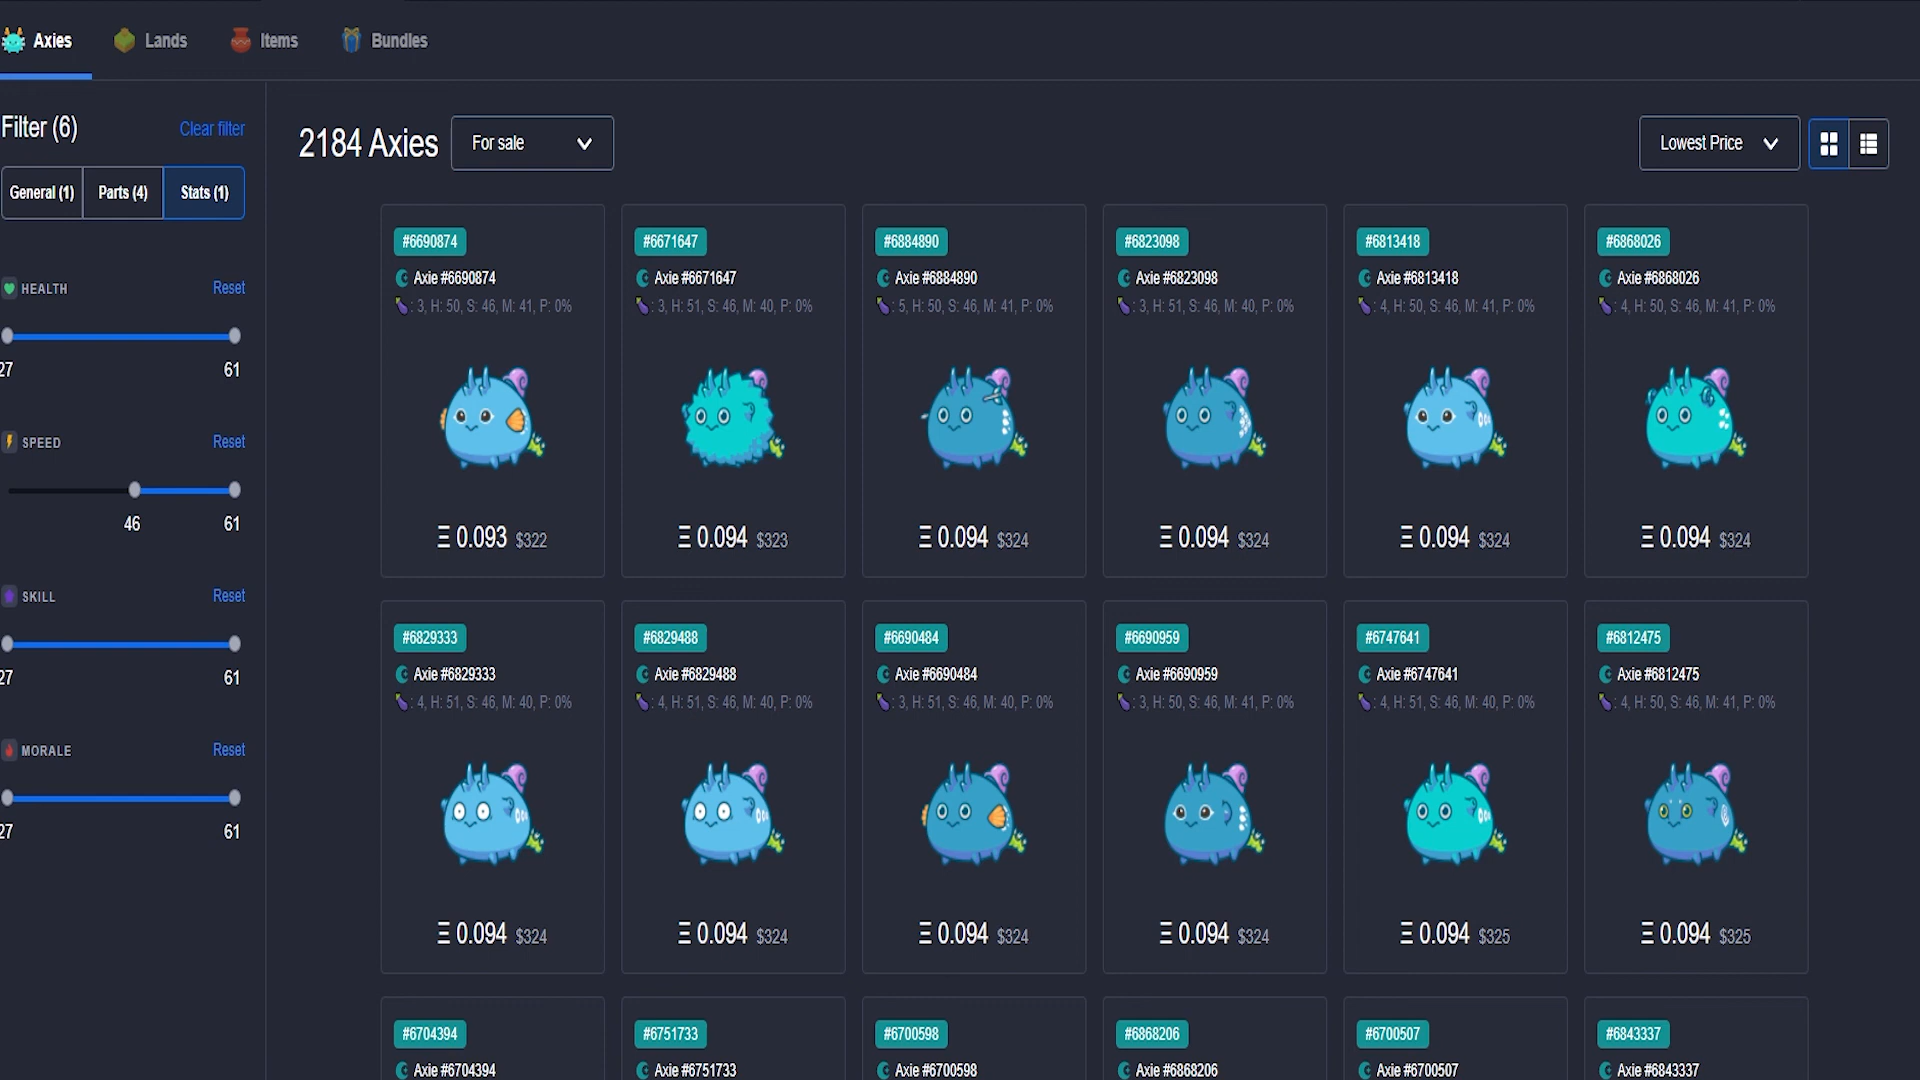 Axies
Lands
Items
Bundles
Filter (6)
Clear filter
General (1)
Parts (4)
Stats (1)
HEALTH
Reset
27
61
SPEED
Reset
46
61
SKILL
Reset
27
61
MORALE
Reset
27
61
2184 Axies
For sale
Lowest Price
#6690874
Axie #6690874
: 3, H: 50, S: 46, M: 41, P: 0%
Ξ 0.093 $322
#6671647
Axie #6671647
: 3, H: 51, S: 46, M: 40, P: 0%
Ξ 0.094 $323
#6884890
Axie #6884890
: 5, H: 50, S: 46, M: 41, P: 0%
Ξ 0.094 $324
#6823098
Axie #6823098
: 3, H: 51, S: 46, M: 40, P: 0%
Ξ 0.094 $324
#6813418
Axie #6813418
: 4, H: 50, S: 46, M: 41, P: 0%
Ξ 0.094 $324
#6868026
Axie #6868026
: 4, H: 50, S: 46, M: 41, P: 0%
Ξ 0.094 $324
#6829333
Axie #6829333
: 4, H: 51, S: 46, M: 40, P: 0%
Ξ 0.094 $324
#6829488
Axie #6829488
: 4, H: 51, S: 46, M: 40, P: 0%
Ξ 0.094 $324
#6690484
Axie #6690484
: 3, H: 51, S: 46, M: 40, P: 0%
Ξ 0.094 $324
#6690959
Axie #6690959
: 3, H: 50, S: 46, M: 41, P: 0%
Ξ 0.094 $324
#6747641
Axie #6747641
: 4, H: 51, S: 46, M: 40, P: 0%
Ξ 0.094 $325
#6812475
Axie #6812475
: 4, H: 50, S: 46, M: 41, P: 0%
Ξ 0.094 $325
#6704394
Axie #6704394
#6751733
Axie #6751733
#6700598
Axie #6700598
#6868206
Axie #6868206
#6700507
Axie #6700507
#6843337
Axie #6843337